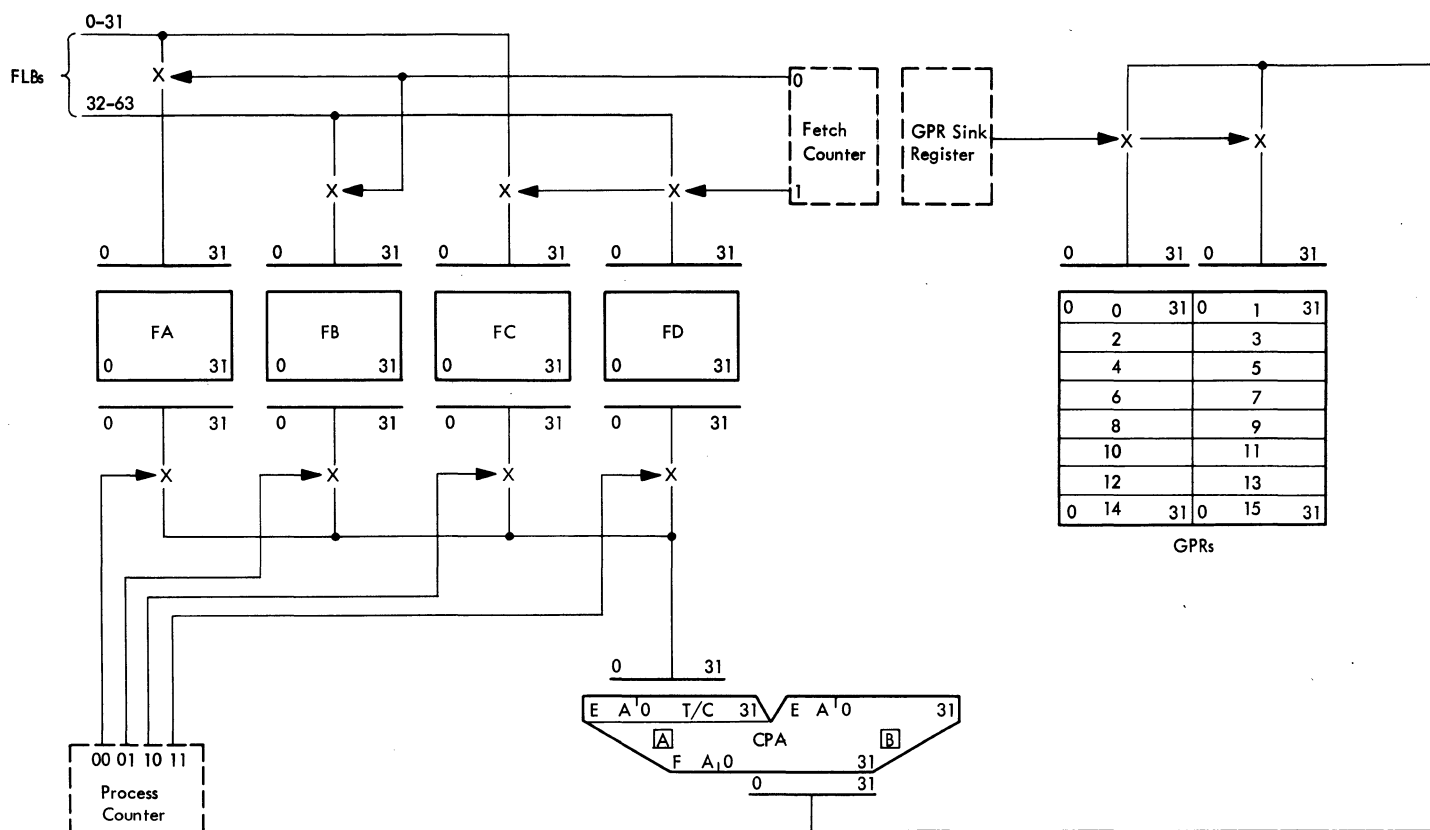 0–31
FLBs
32–63
0
Fetch
Counter
1
GPR Sink
Register
0 31 0 31 0 31 0 31 0 31 0 31
FA
0 31
FB
0 31
FC
0 31
FD
0 31
0 0 31 0 1 31
2 3
4 5
6 7
8 9
10 11
12 13
0 14 31 0 15 31
GPRs
0 31 0 31 0 31 0 31
X X X X
X X X X
X X
0 31
E A 0 T/C 31 E A 0 31
A CPA B
F A 0 31
0 31
00 01 10 11
Process
Counter